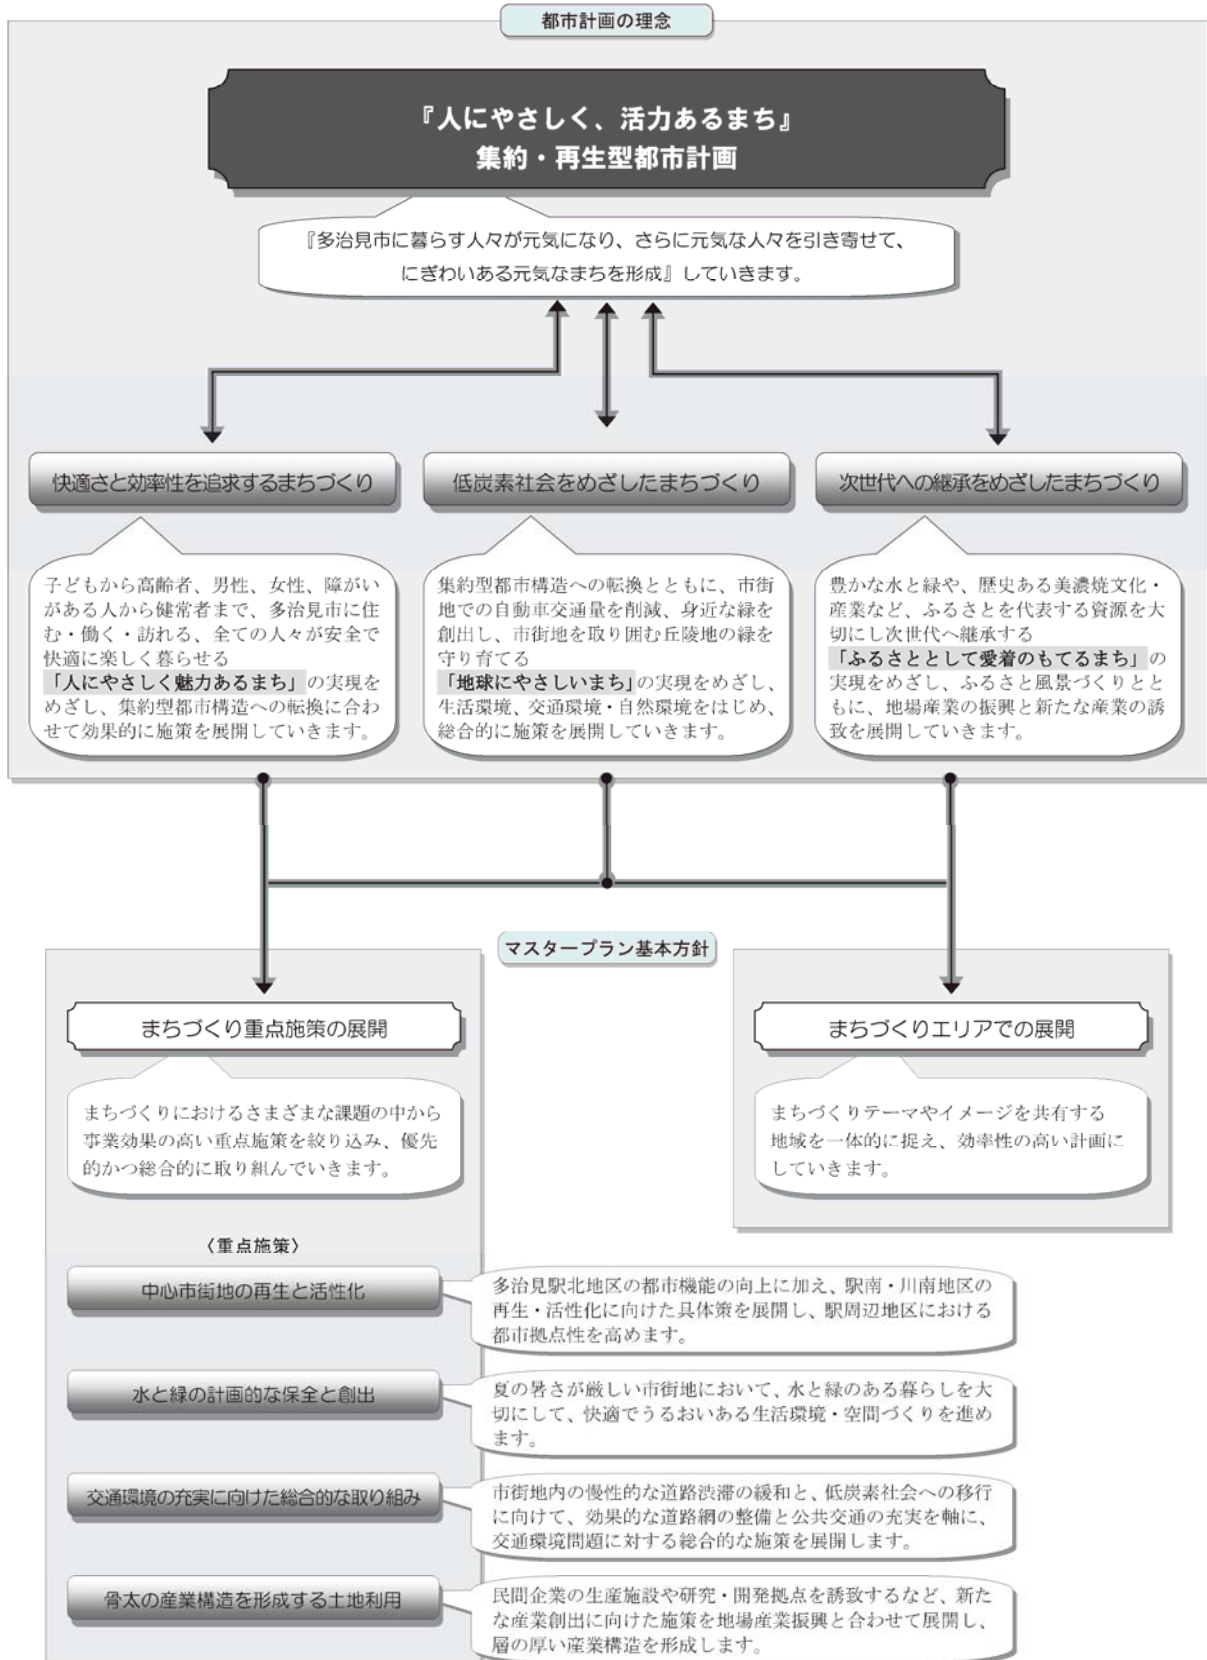 都市計画の理念
『人にやさしく、活力あるまち』
集約・再生型都市計画
『多治見市に暮らす人々が元気になり、さらに元気な人々を引き寄せて、
にぎわいある元気なまちを形成』していきます。
快適さと効率性を追求するまちづくり
子どもから高齢者、男性、女性、障がい
がある人から健常者まで、多治見市に住
む・働く・訪れる、全ての人々が安全で
快適に楽しく暮らせる
「人にやさしく魅力あるまち」の実現を
めざし、集約型都市構造への転換に合わ
せて効果的に施策を展開していきます。
低炭素社会をめざしたまちづくり
集約型都市構造への転換とともに、市街
地での自動車交通量を削減、身近な緑を
創出し、市街地を取り囲む丘陵地の緑を
守り育てる
「地球にやさしいまち」の実現をめざし、
生活環境、交通環境・自然環境をはじめ、
総合的に施策を展開していきます。
次世代への継承をめざしたまちづくり
豊かな水と緑や、歴史ある美濃焼文化・
産業など、ふるさとを代表する資源を大
切にし次世代へ継承する
「ふるさととして愛着のもてるまち」の
実現をめざし、ふるさと風景づくりとと
もに、地場産業の振興と新たな産業の誘
致を展開していきます。
マスタープラン基本方針
まちづくり重点施策の展開
まちづくりにおけるさまざまな課題の中から
事業効果の高い重点施策を絞り込み、優先
的かつ総合的に取り組んでいきます。
まちづくりエリアでの展開
まちづくりテーマやイメージを共有する
地域を一体的に捉え、効率性の高い計画に
していきます。
〈重点施策〉
中心市街地の再生と活性化
多治見駅北地区の都市機能の向上に加え、駅南・川南地区の
再生・活性化に向けた具体策を展開し、駅周辺地区における
都市拠点性を高めます。
水と緑の計画的な保全と創出
夏の暑さが厳しい市街地において、水と緑のある暮らしを大
切にして、快適でうるおいある生活環境・空間づくりを進め
ます。
交通環境の充実に向けた総合的な取り組み
市街地内の慢性的な道路渋滞の緩和と、低炭素社会への移行
に向けて、効果的な道路網の整備と公共交通の充実を軸に、
交通環境問題に対する総合的な施策を展開します。
骨太の産業構造を形成する土地利用
民間企業の生産施設や研究・開発拠点を誘致するなど、新た
な産業創出に向けた施策を地場産業振興と合わせて展開し、
層の厚い産業構造を形成します。